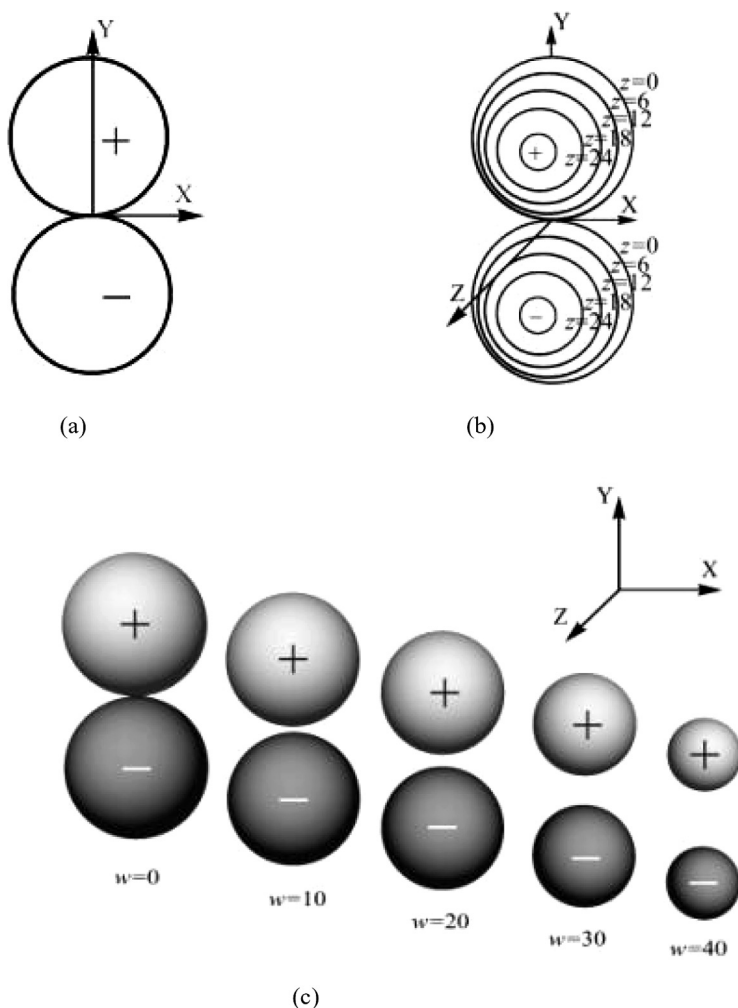 Y
+
X
−
(a)
Y
z=0
z=6
z=12
z=18
z=24
+
X
z=0
z=6
z=12
z=18
z=24
Z
−
(b)
Y
X
Z
+
+
+
+
+
−
−
−
−
−
w=0
w=10
w=20
w=30
w=40
(c)